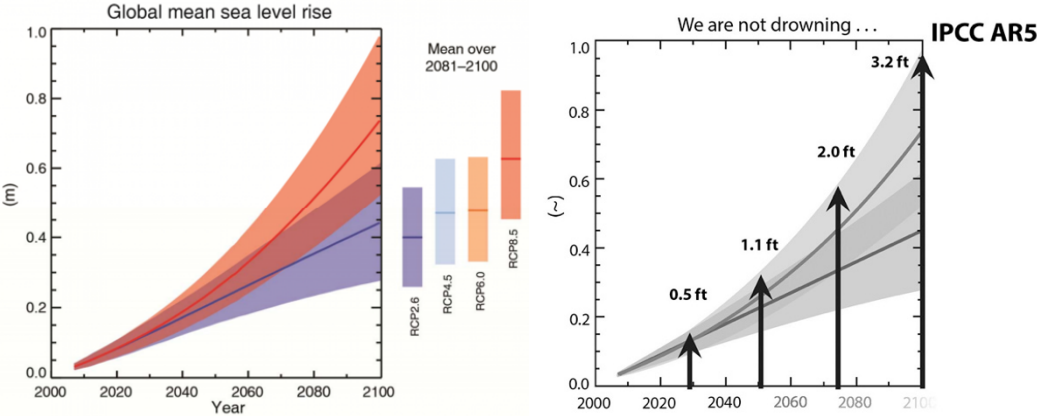 Global mean sea level rise
1.0
0.8
0.6
0.4
0.2
0.0
(m)
2000 2020 2040 2060 2080 2100
Year
Mean over
2081–2100
RCP2.6
RCP4.5
RCP6.0
RCP8.5
We are not drowning . . .
IPCC AR5
1.0
0.8
0.6
0.4
0.2
0.0
(~)
3.2 ft
2.0 ft
1.1 ft
0.5 ft
2000 2020 2040 2060 2080 2100